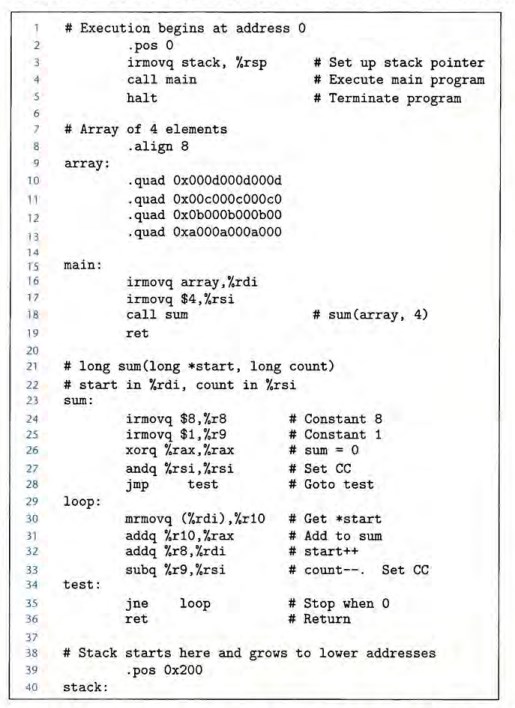 1 # Execution begins at address 0
2 .pos 0
3 irmovq stack, %rsp # Set up stack pointer
4 call main # Execute main program
5 halt # Terminate program
6
7 # Array of 4 elements
8 .align 8
9 array:
10 .quad 0x000d000d000d
11 .quad 0x00c000c000c0
12 .quad 0x0b000b000b00
13 .quad 0xa000a000a000
14
15 main:
16 irmovq array,%rdi
17 irmovq $4,%rsi
18 call sum # sum(array, 4)
19 ret
20
21 # long sum(long *start, long count)
22 # start in %rdi, count in %rsi
23 sum:
24 irmovq $8,%r8 # Constant 8
25 irmovq $1,%r9 # Constant 1
26 xorq %rax,%rax # sum = 0
27 andq %rsi,%rsi # Set CC
28 jmp test # Goto test
29 loop:
30 mrmovq (%rdi),%r10 # Get *start
31 addq %r10,%rax # Add to sum
32 addq %r8,%rdi # start++
33 subq %r9,%rsi # count--. Set CC
34 test:
35 jne loop # Stop when 0
36 ret # Return
37
38 # Stack starts here and grows to lower addresses
39 .pos 0x200
40 stack: